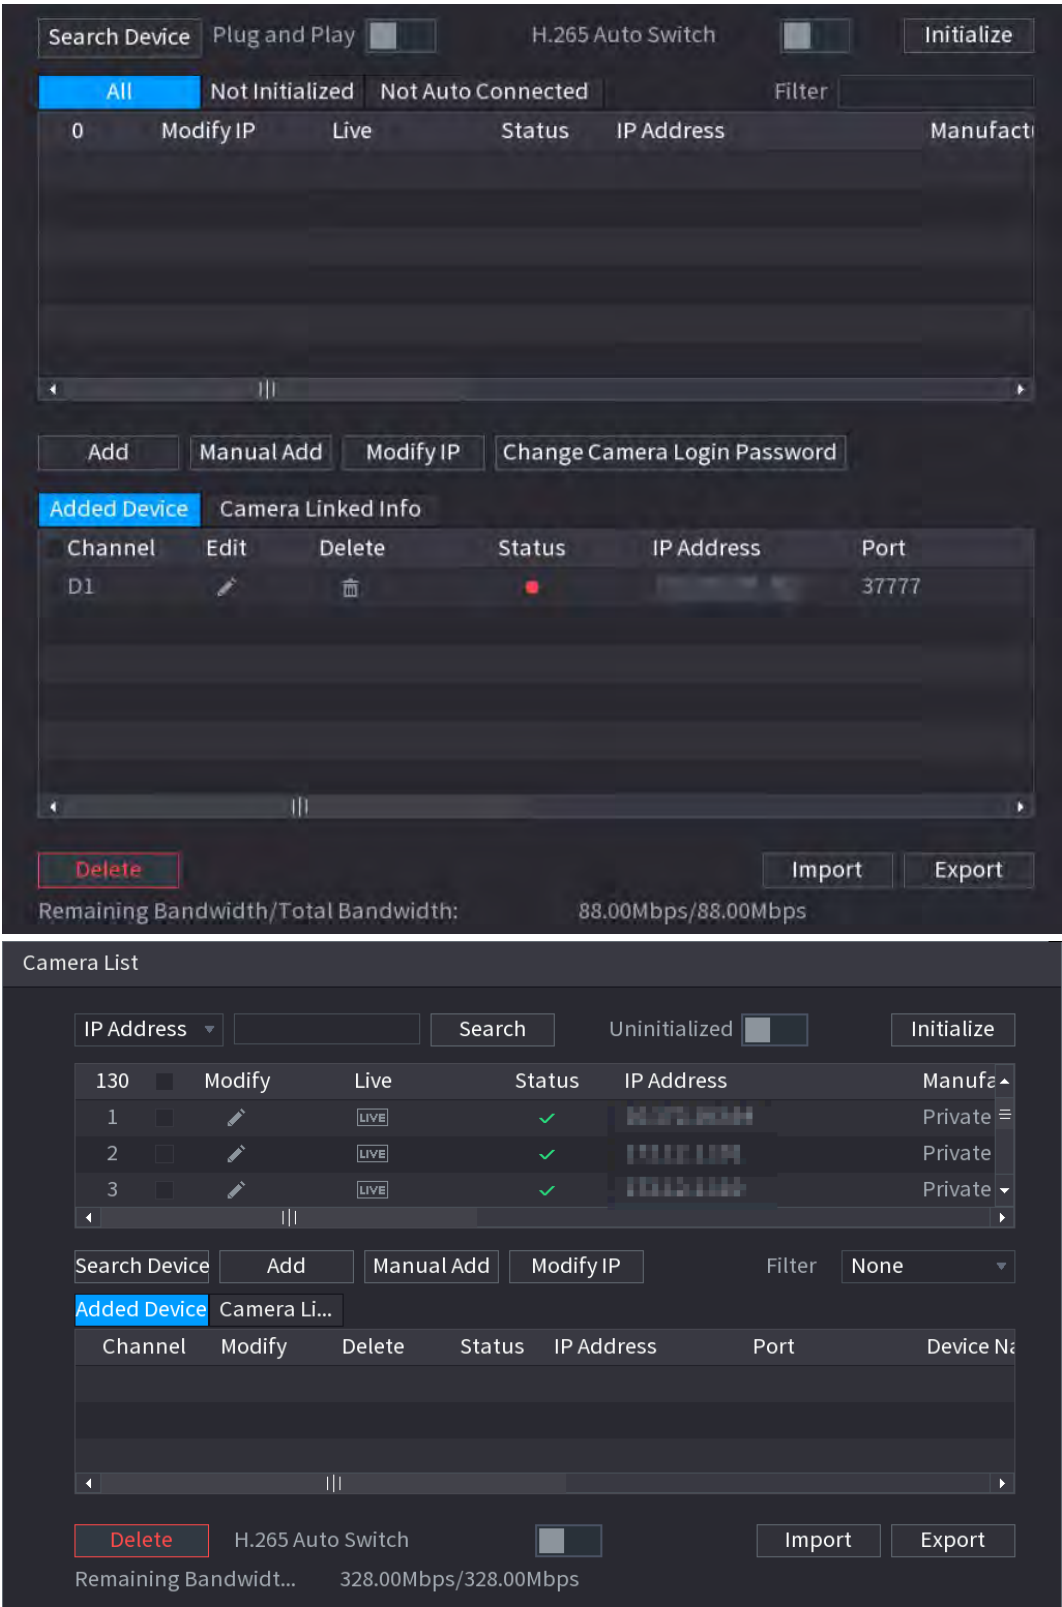 Search Device Plug and Play H.265 Auto Switch Initialize
All Not Initialized Not Auto Connected Filter
0 Modify IP Live Status IP Address Manufactu
Add Manual Add Modify IP Change Camera Login Password
Added Device Camera Linked Info
Channel Edit Delete Status IP Address Port
D1 37777
Delete Import Export
Remaining Bandwidth/Total Bandwidth: 88.00Mbps/88.00Mbps
Camera List
IP Address Search Uninitialized Initialize
130 Modify Live Status IP Address Manufa
1 LIVE Private
2 LIVE Private
3 LIVE Private
Search Device Add Manual Add Modify IP Filter None
Added Device Camera Li...
Channel Modify Delete Status IP Address Port Device Na
Delete H.265 Auto Switch Import Export
Remaining Bandwidt... 328.00Mbps/328.00Mbps